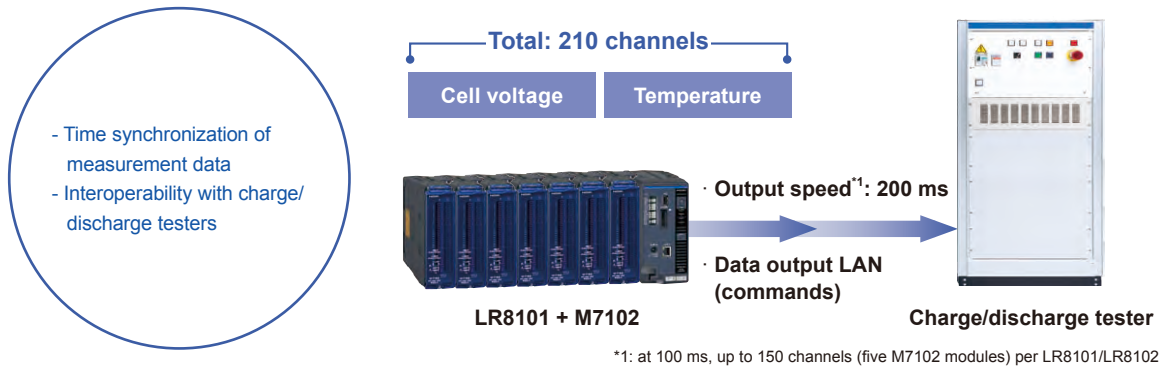 Total: 210 channels
Cell voltage
Temperature
- Time synchronization of
measurement data
- Interoperability with charge/
discharge testers
· Output speed*1: 200 ms
· Data output LAN
(commands)
LR8101 + M7102
Charge/discharge tester
*1: at 100 ms, up to 150 channels (five M7102 modules) per LR8101/LR8102